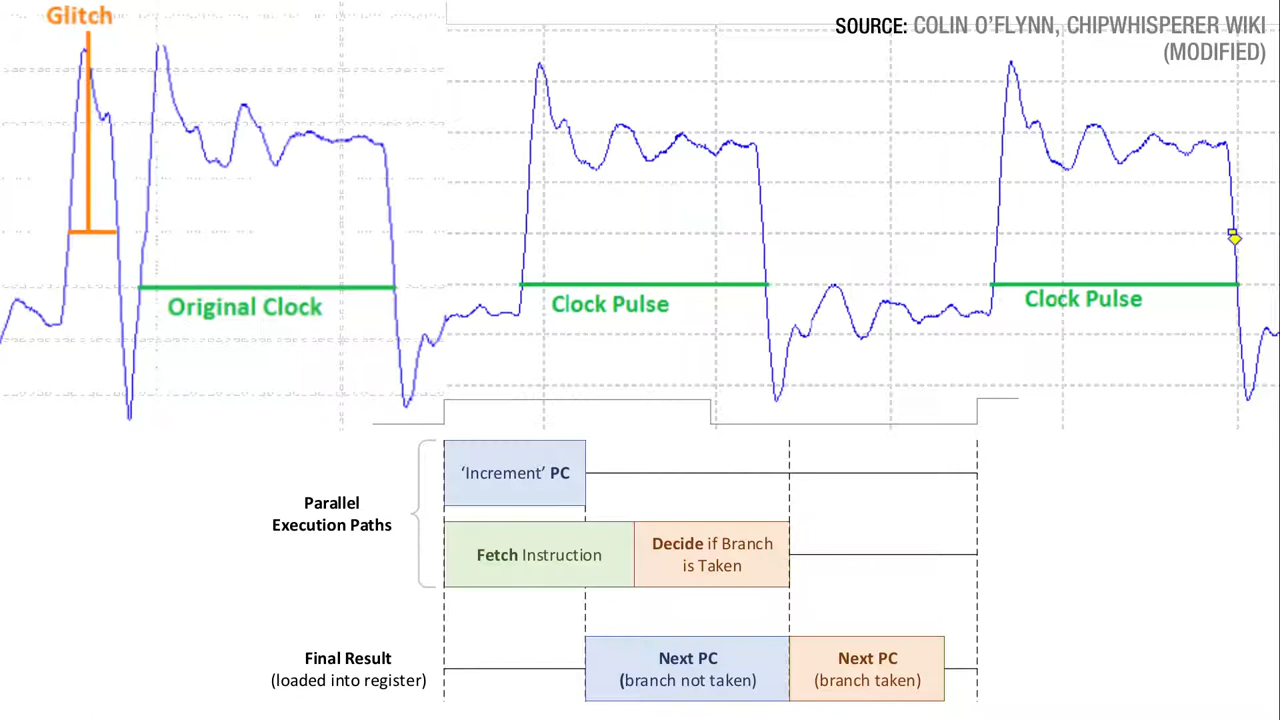 Glitch
SOURCE: COLIN O'FLYNN, CHIPWHISPERER WIKI
(MODIFIED)
Original Clock
Clock Pulse
Clock Pulse
Parallel
Execution Paths
'Increment' PC
Fetch Instruction
Decide if Branch
is Taken
Final Result
(loaded into register)
Next PC
(branch not taken)
Next PC
(branch taken)